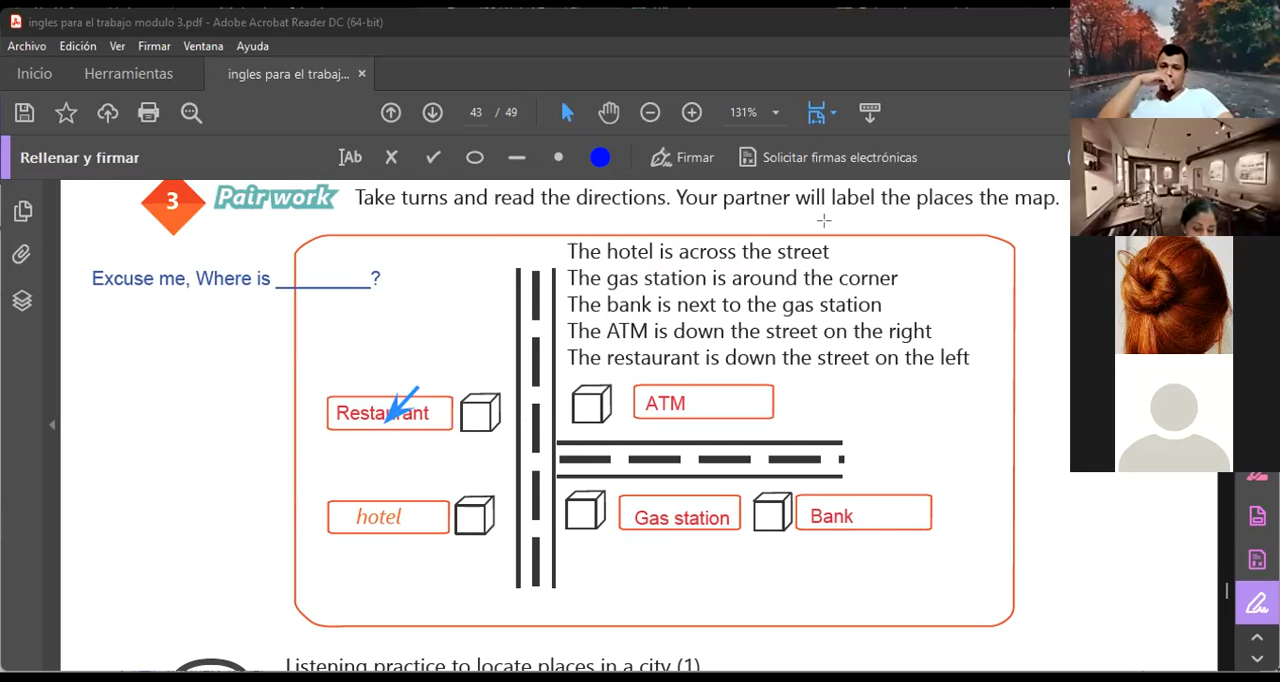 ingles para el trabajo modulo 3.pdf - Adobe Acrobat Reader DC (64-bit)
Archivo Edición Ver Firmar Ventana Ayuda
Inicio Herramientas ingles para el trabaj... ×
43 / 49 131%
Rellenar y firmar Ab Firmar Solicitar firmas electrónicas
3 Pair work Take turns and read the directions. Your partner will label the places the map.
Excuse me, Where is _________?
The hotel is across the street
The gas station is around the corner
The bank is next to the gas station
The ATM is down the street on the right
The restaurant is down the street on the left
Restaurant ATM
hotel Gas station Bank
Listening practice to locate places in a city (1)